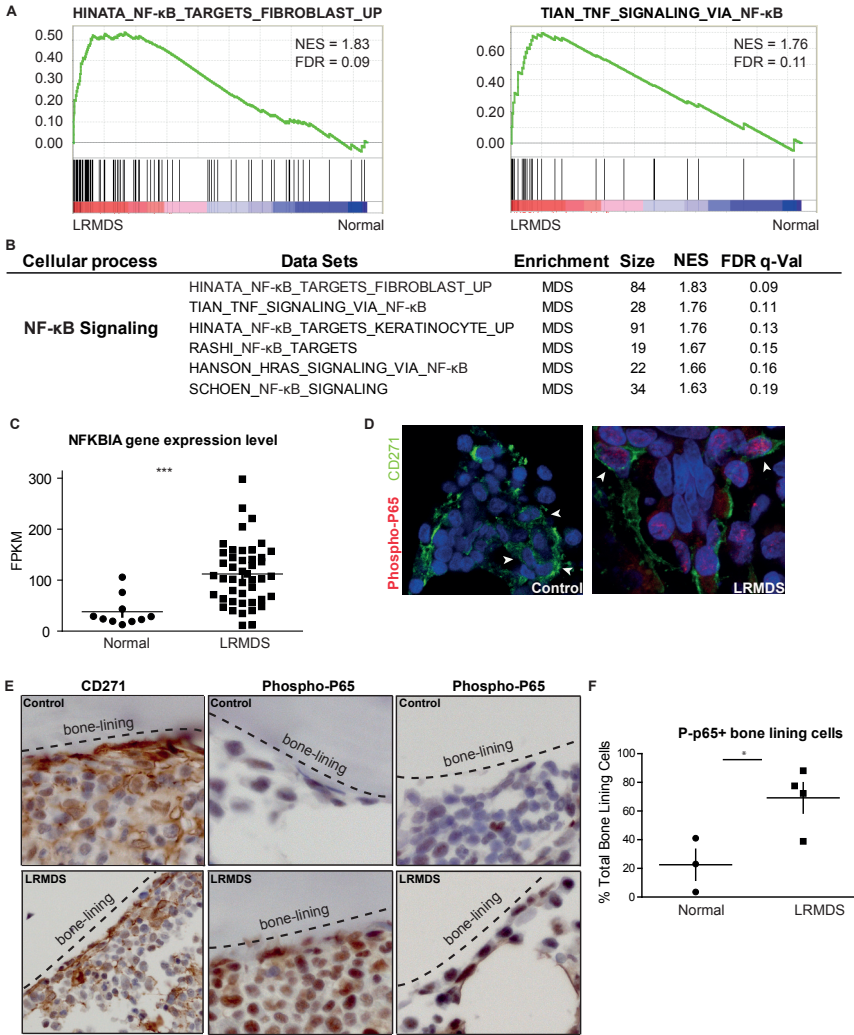 A
HINATA_NF-κB_TARGETS_FIBROBLAST_UP
0.50
0.40
0.30
0.20
0.10
0.00
NES = 1.83
FDR = 0.09
LRMDS Normal
TIAN_TNF_SIGNALING_VIA_NF-κB
0.60
0.40
0.20
0.00
NES = 1.76
FDR = 0.11
LRMDS Normal
B
Cellular process Data Sets Enrichment Size NES FDR q-Val
NF-κB Signaling
HINATA_NF-κB_TARGETS_FIBROBLAST_UP MDS 84 1.83 0.09
TIAN_TNF_SIGNALING_VIA_NF-κB MDS 28 1.76 0.11
HINATA_NF-κB_TARGETS_KERATINOCYTE_UP MDS 91 1.76 0.13
RASHI_NF-κB_TARGETS MDS 19 1.67 0.15
HANSON_HRAS_SIGNALING_VIA_NF-κB MDS 22 1.66 0.16
SCHOEN_NF-κB_SIGNALING MDS 34 1.63 0.19
C
NFKBIA gene expression level
***
FPKM
300
200
100
0
Normal LRMDS
D
Phospho-P65 CD271
Control
LRMDS
E
CD271 Phospho-P65 Phospho-P65
Control
bone-lining
Control
bone-lining
Control
bone-lining
LRMDS
bone-lining
LRMDS
bone-lining
LRMDS
bone-lining
F
P-p65+ bone lining cells
*
% Total Bone Lining Cells
100
80
60
40
20
0
Normal LRMDS